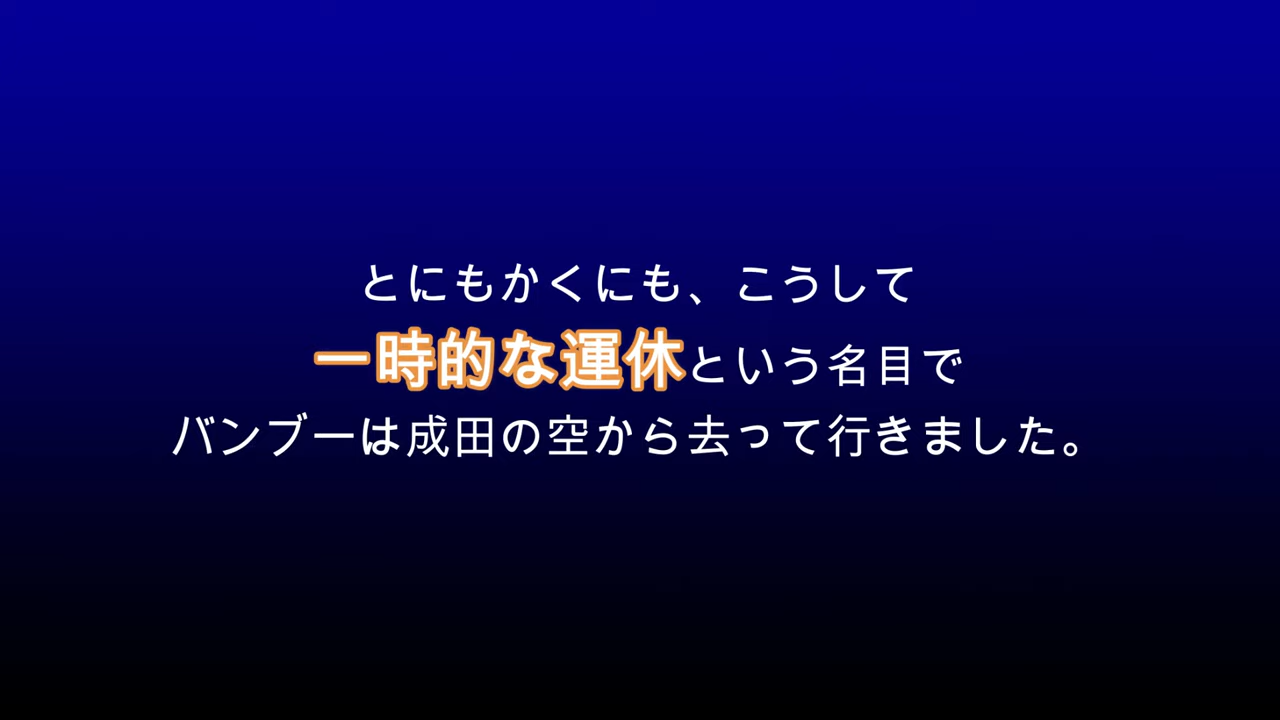 とにもかくにも、こうして
一時的な運休という名目で
バンブーは成田の空から去って行きました。